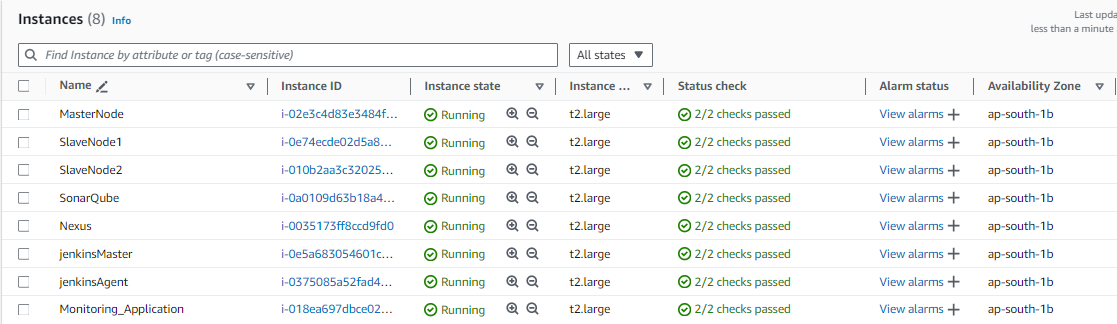 Instances (8) Info
Last upda
less than a minute
Find Instance by attribute or tag (case-sensitive) All states
Name Instance ID Instance state Instance ... Status check Alarm status Availability Zone
MasterNode i-02e3c4d83e3484f... Running t2.large 2/2 checks passed View alarms ap-south-1b
SlaveNode1 i-0e74ecde02d5a8... Running t2.large 2/2 checks passed View alarms ap-south-1b
SlaveNode2 i-010b2aa3c32025... Running t2.large 2/2 checks passed View alarms ap-south-1b
SonarQube i-0a0109d63b18a4... Running t2.large 2/2 checks passed View alarms ap-south-1b
Nexus i-0035173ff8ccd9fd0 Running t2.large 2/2 checks passed View alarms ap-south-1b
jenkinsMaster i-0e5a683054601c... Running t2.large 2/2 checks passed View alarms ap-south-1b
jenkinsAgent i-0375085a52fad4... Running t2.large 2/2 checks passed View alarms ap-south-1b
Monitoring_Application i-018ea697dbce02... Running t2.large 2/2 checks passed View alarms ap-south-1b